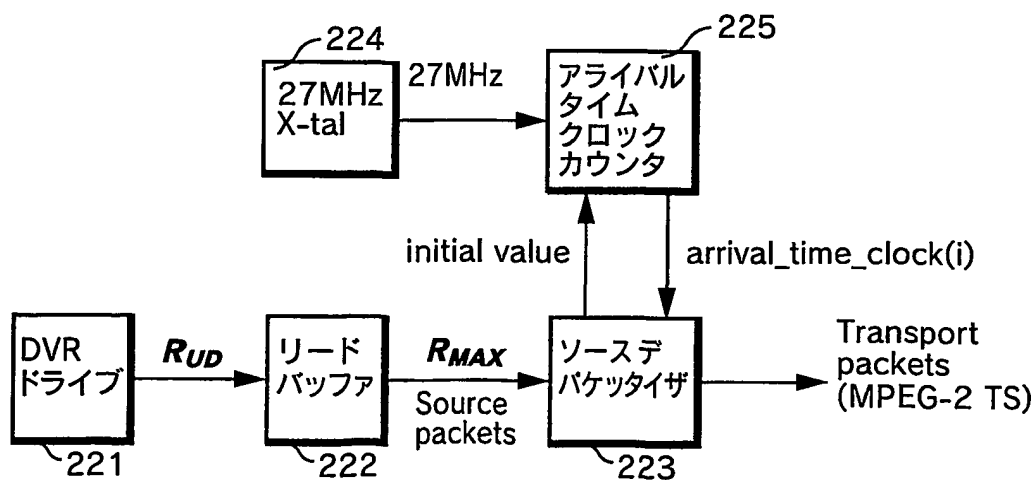 224
27MHz
X-tal
27MHz
225
アライバル
タイム
クロック
カウンタ
initial value
arrival_time_clock(i)
DVR
ドライブ
221
RUD
リード
バッファ
222
RMAX
Source
packets
ソースデ
パケッタイザ
223
Transport
packets
(MPEG-2 TS)